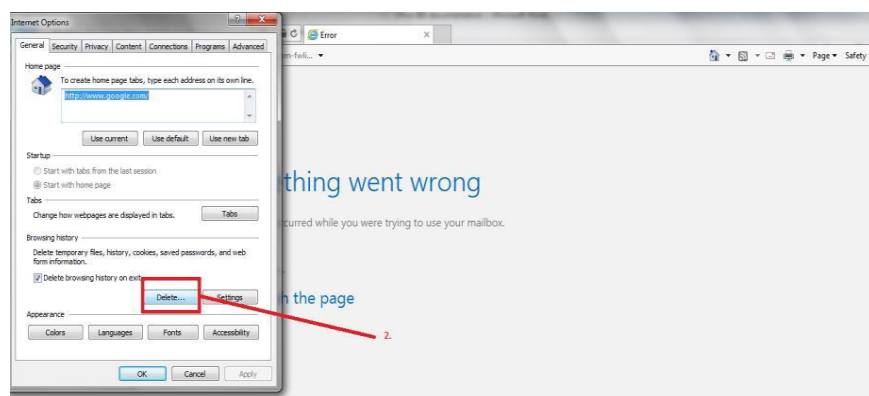 Internet Options
Error
General Security Privacy Content Connections Programs Advanced
Page Safety
Home page
To create home page tabs, type each address on its own line.
http://www.google.com/
Use current Use default Use new tab
Startup
Start with tabs from the last session
Start with home page
thing went wrong
Tabs
Change how webpages are displayed in tabs. Tabs
curred while you were trying to use your mailbox.
Browsing history
Delete temporary files, history, cookies, saved passwords, and web
form information.
Delete browsing history on exit
Delete... Settings
h the page
Appearance
Colors Languages Fonts Accessibility
2.
OK Cancel Apply